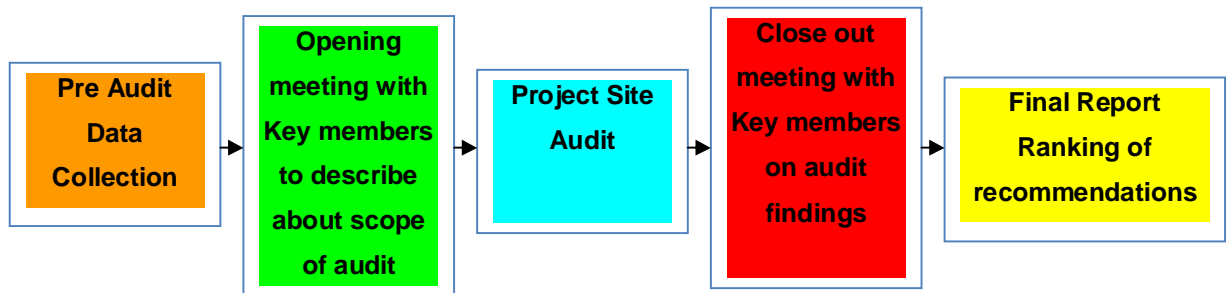 Pre Audit
Data
Collection
Opening
meeting with
Key members
to describe
about scope
of audit
Project Site
Audit
Close out
meeting with
Key members
on audit
findings
Final Report
Ranking of
recommendations